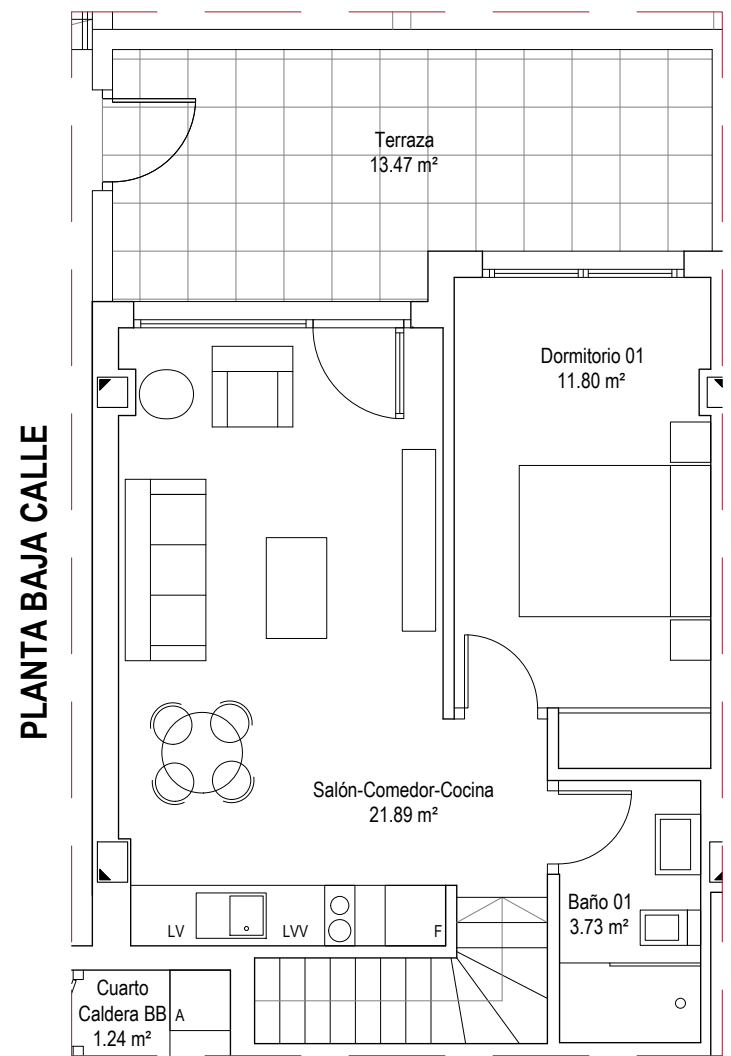 PLANTA BAJA CALLE
Terraza
13.47 m²
Dormitorio 01
11.80 m²
Salón-Comedor-Cocina
21.89 m²
Baño 01
3.73 m²
LV
LVV
F
Cuarto
Caldera BB
1.24 m²
A